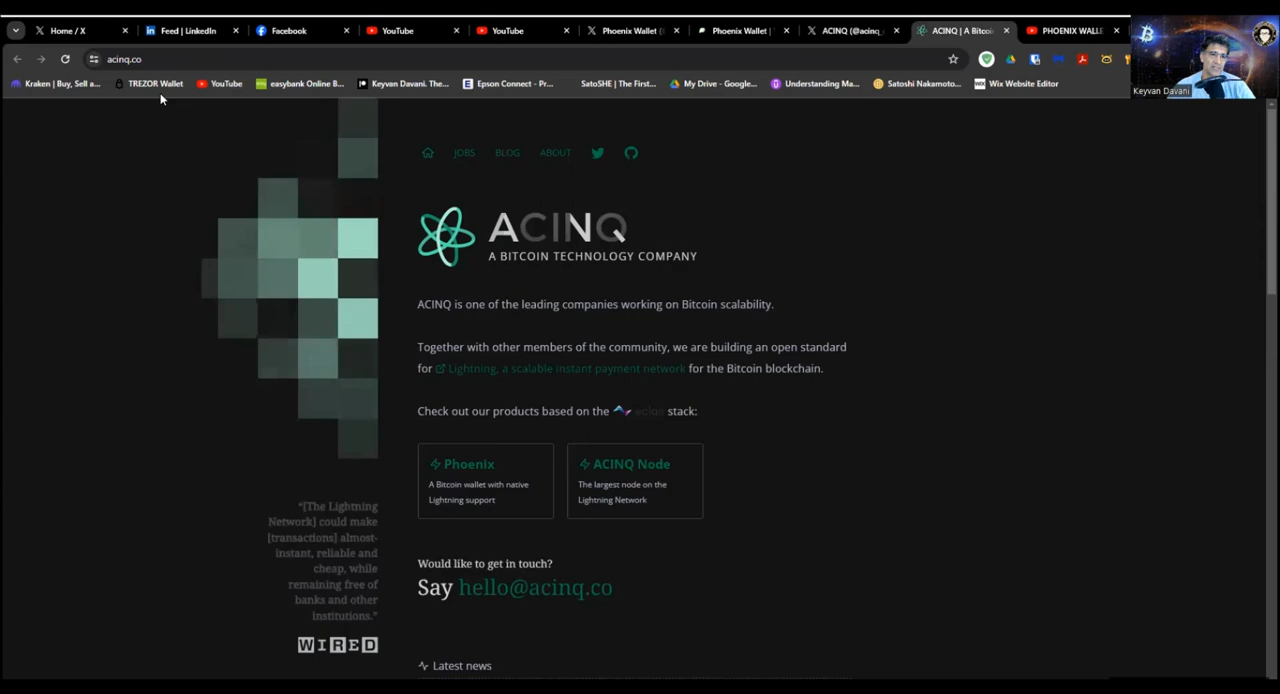 Home / X
Feed | LinkedIn
Facebook
YouTube
YouTube
Phoenix Wallet (
Phoenix Wallet |
ACINQ (@acinq_
ACINQ | A Bitcoi
PHOENIX WALLE
acinq.co
Kraken | Buy, Sell a...
TREZOR Wallet
YouTube
easybank Online B...
Keyvan Davani. The...
Epson Connect - Pr...
SatoSHE | The First...
My Drive - Google...
Understanding Ma...
Satoshi Nakamoto...
Wix Website Editor
Keyvan Davani
JOBS
BLOG
ABOUT
ACINQ
A BITCOIN TECHNOLOGY COMPANY
ACINQ is one of the leading companies working on Bitcoin scalability.
Together with other members of the community, we are building an open standard
for Lightning, a scalable instant payment network for the Bitcoin blockchain.
Check out our products based on the eclair stack:
Phoenix
A Bitcoin wallet with native
Lightning support
ACINQ Node
The largest node on the
Lightning Network
Would like to get in touch?
Say hello@acinq.co
"[The Lightning
Network] could make
[transactions] almost-
instant, reliable and
cheap, while
remaining free of
banks and other
institutions."
WIRED
Latest news